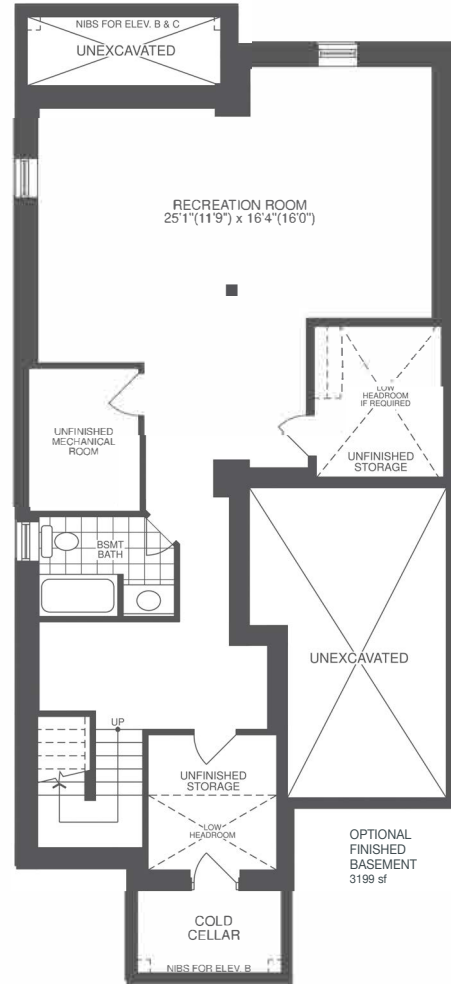 NIBS FOR ELEV. B & C
UNEXCAVATED
RECREATION ROOM
25'1"(11'9") x 16'4"(16'0")
LOW
HEADROOM
IF REQUIRED
UNFINISHED
STORAGE
UNFINISHED
MECHANICAL
ROOM
BSMT.
BATH
UNEXCAVATED
UP
UNFINISHED
STORAGE
LOW
HEADROOM
OPTIONAL
FINISHED
BASEMENT
3199 sf
COLD
CELLAR
NIBS FOR ELEV. B